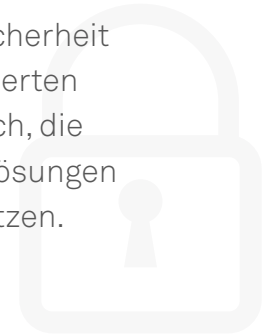 cherheit
erten
ch, die
ösungen
tzen.